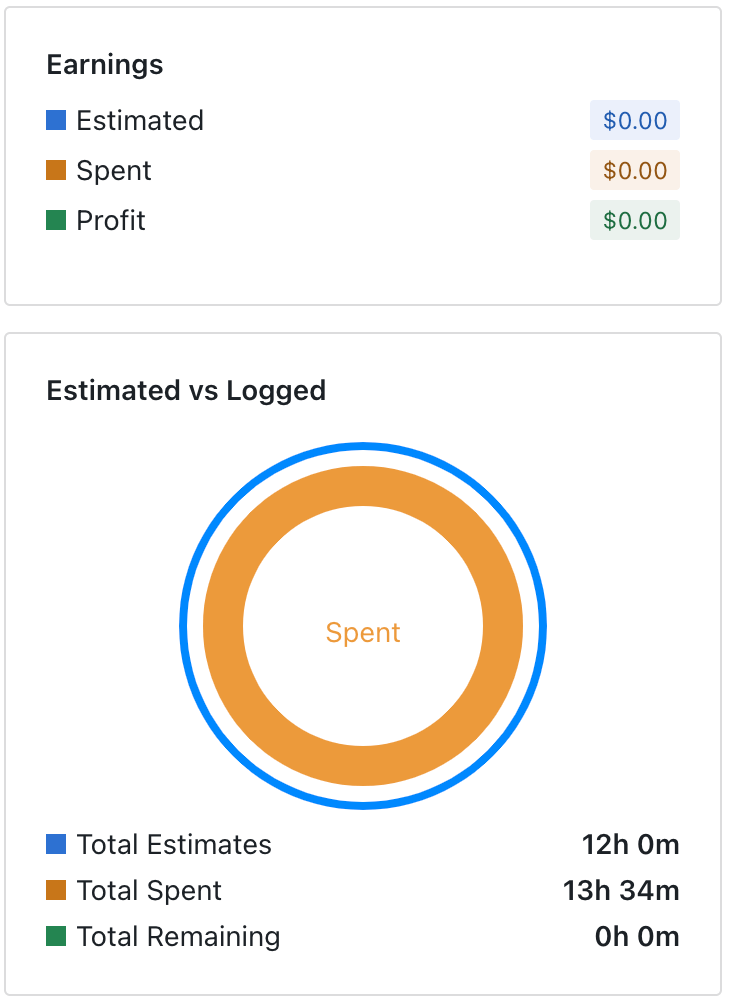 Earnings
Estimated $0.00
Spent $0.00
Profit $0.00
Estimated vs Logged
Spent
Total Estimates 12h 0m
Total Spent 13h 34m
Total Remaining 0h 0m